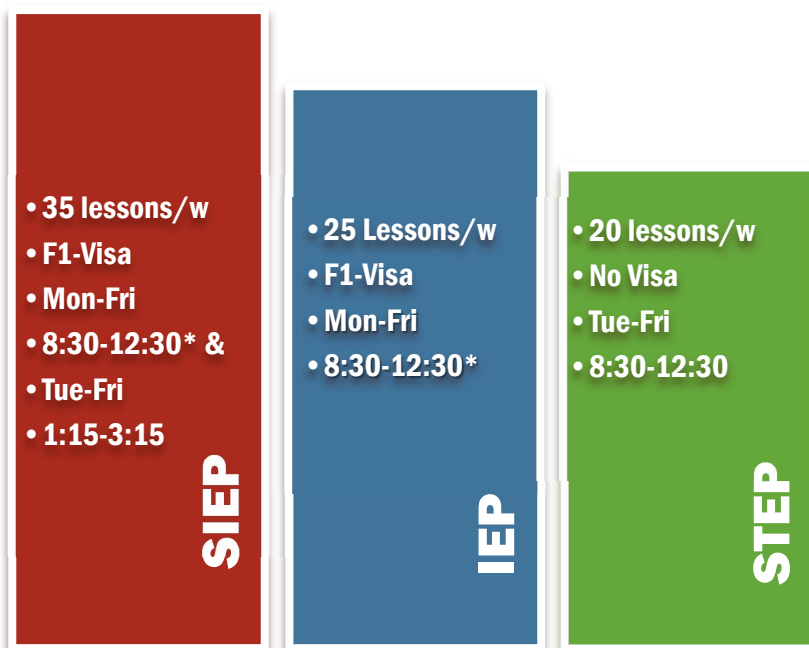 • 35 lessons/w
• F1-Visa
• Mon-Fri
• 8:30-12:30* &
• Tue-Fri
• 1:15-3:15
SIEP
• 25 Lessons/w
• F1-Visa
• Mon-Fri
• 8:30-12:30*
IEP
• 20 lessons/w
• No Visa
• Tue-Fri
• 8:30-12:30
STEP